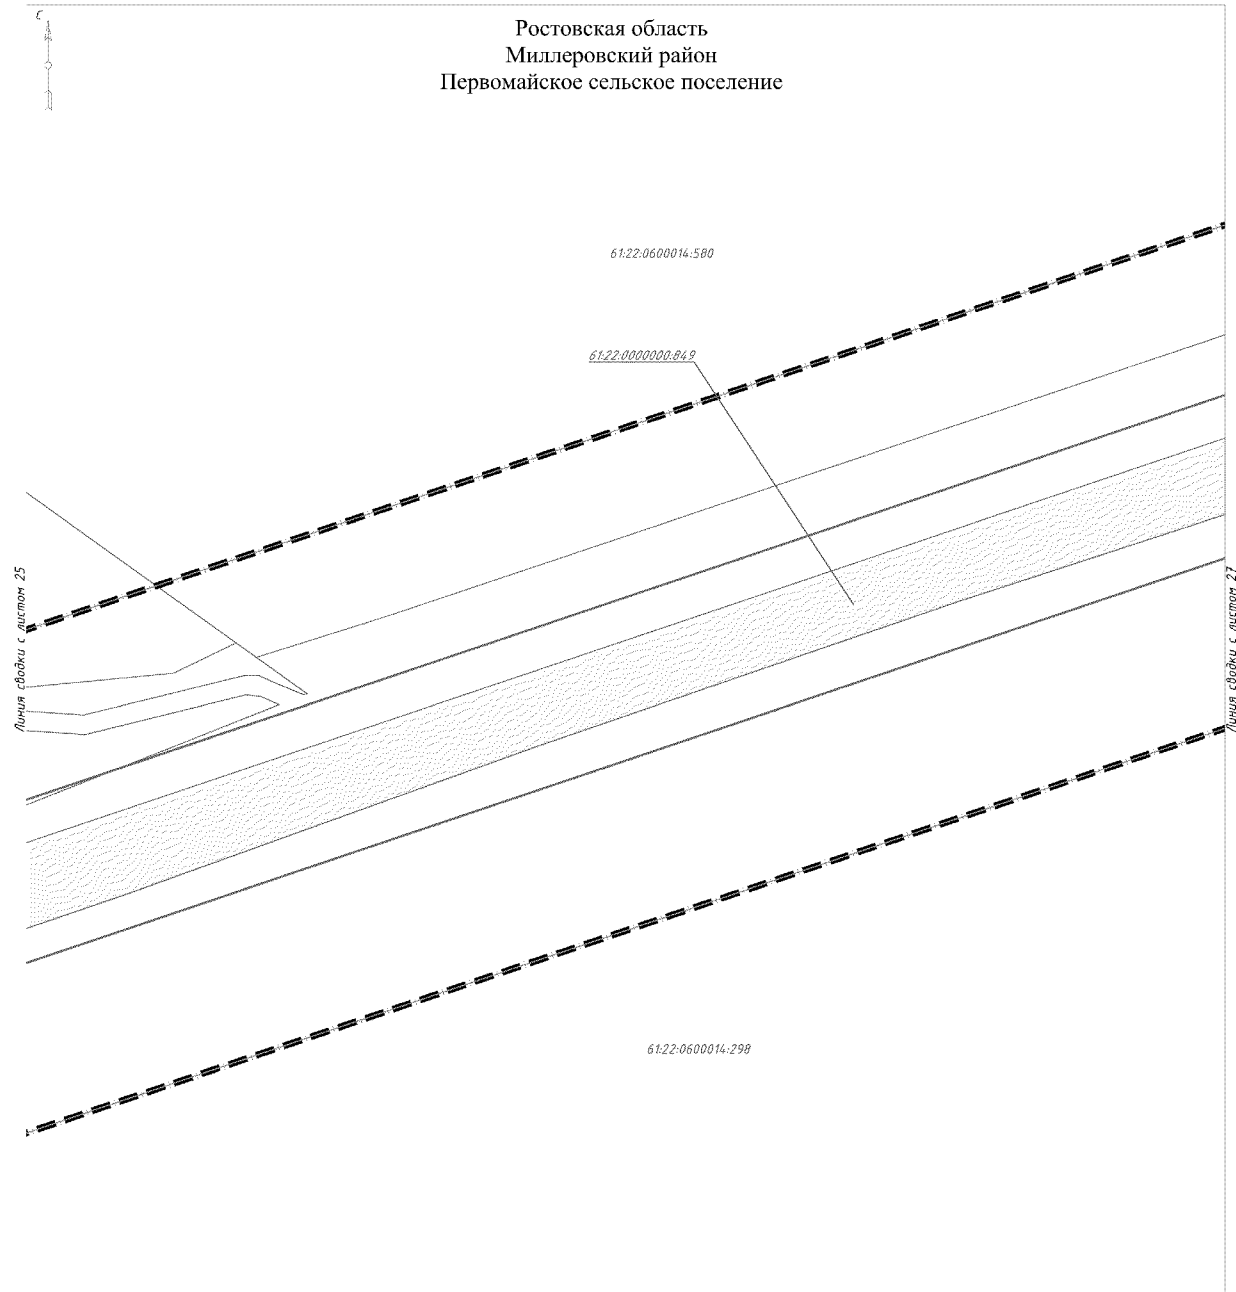 С
Ростовская область
Миллеровский район
Первомайское сельское поселение
61:22:0600014:580
61:22:0000000:849
Линия сводки с листом 25
Линия сводки с листом 27
61:22:0600014:298